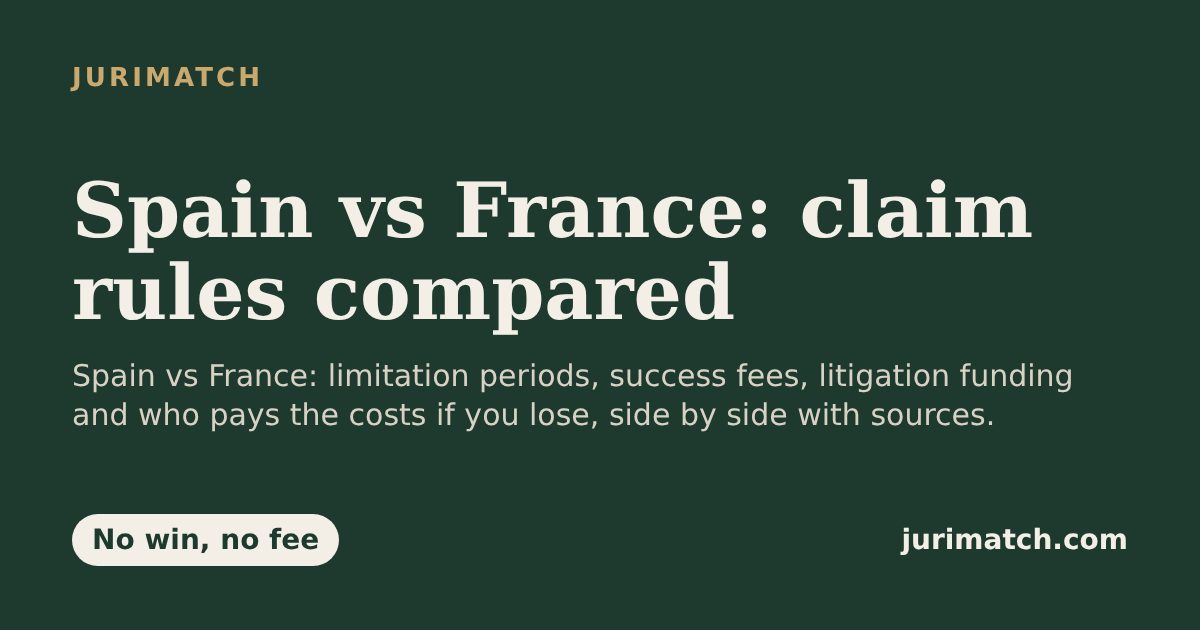 JURIMATCH
Spain vs France: claim
rules compared
Spain vs France: limitation periods, success fees, litigation funding
and who pays the costs if you lose, side by side with sources.
No win, no fee
jurimatch.com